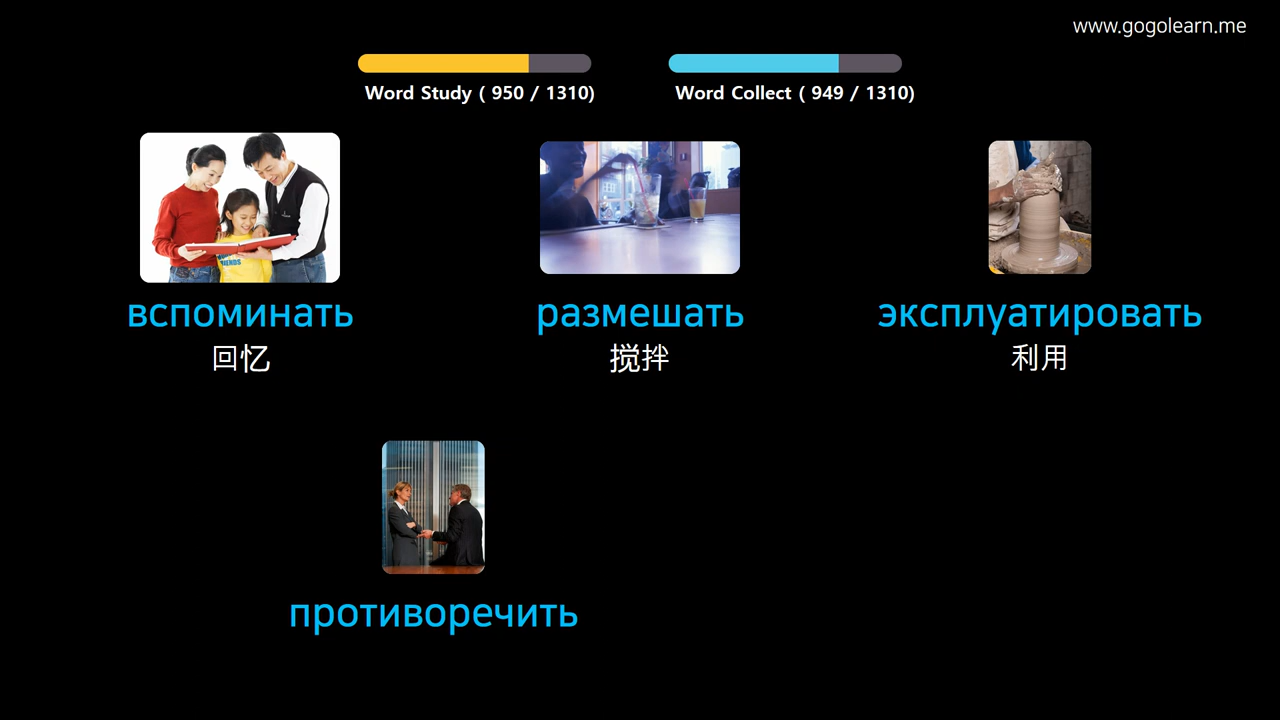 www.gogolearn.me
Word Study ( 950 / 1310)
Word Collect ( 949 / 1310)
вспоминать
размешать
эксплуатировать
回忆
搅拌
利用
противоречить